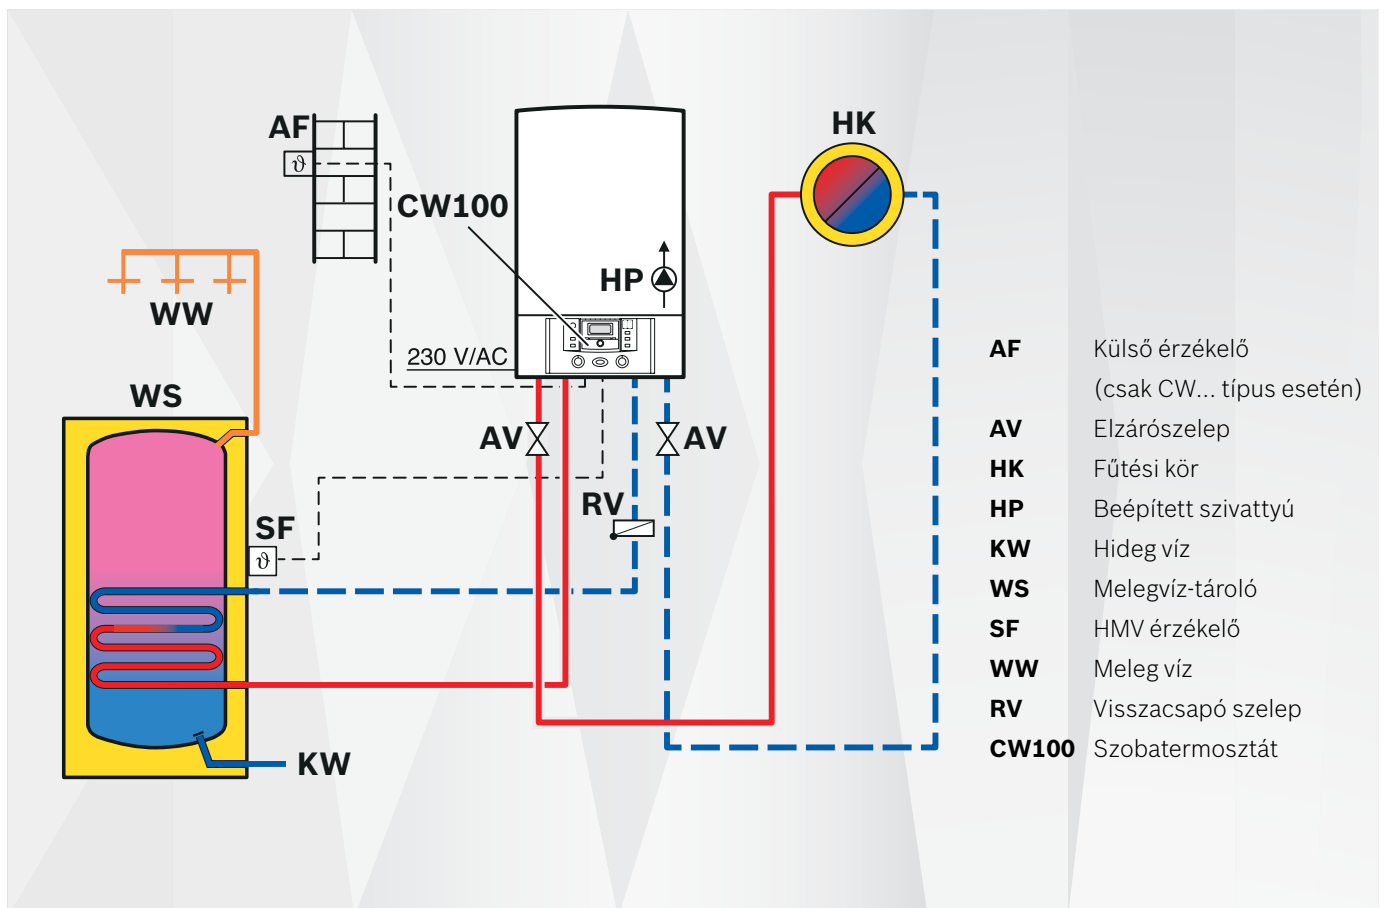 AF
HK
CW100
HP
WW
230 V/AC
WS
AV
AV
RV
SF
KW
ϑ
ϑ
AF Külső érzékelő
(csak CW... típus esetén)
AV Elzárószelep
HK Fűtési kör
HP Beépített szivattyú
KW Hideg víz
WS Melegvíz-tároló
SF HMV érzékelő
WW Meleg víz
RV Visszacsapó szelep
CW100 Szobatermosztát